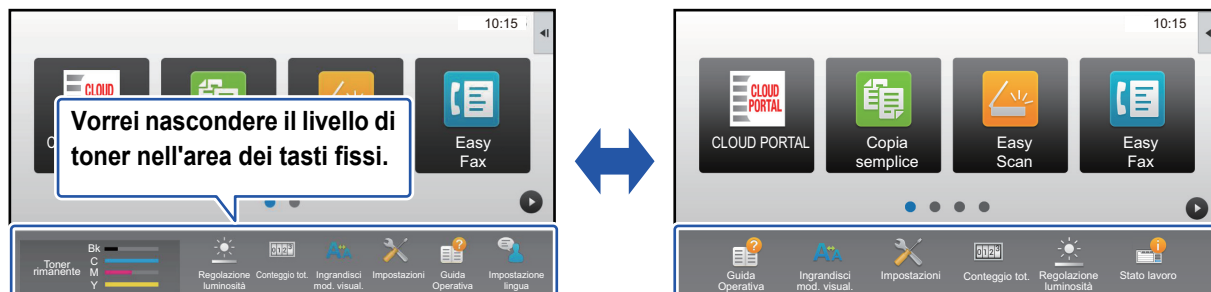 10:15
CLOUD
Vorrei nascondere il livello di
toner nell'area dei tasti fissi.
C
Easy
Fax
Bk
C
M
Y
Toner
rimanente
Regolazione
luminosità
Conteggio tot.
Ingrandisci
mod. visual.
Impostazioni
Guida
Operativa
Impostazione
lingua
10:15
CLOUD
PORTAL
CLOUD PORTAL
Copia
semplice
Easy
Scan
Easy
Fax
Guida
Operativa
Ingrandisci
mod. visual.
Impostazioni
Conteggio tot.
Regolazione
luminosità
Stato lavoro